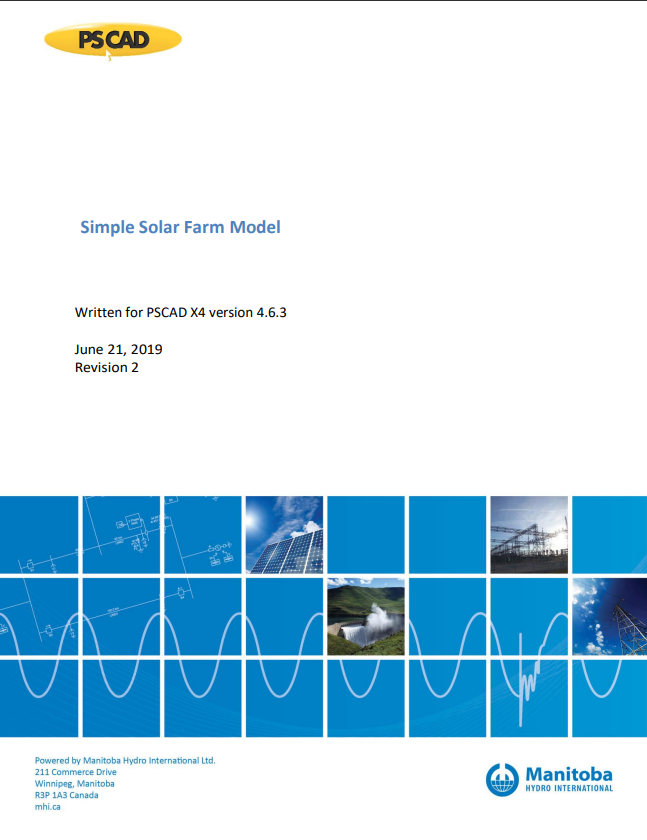 PSCAD
Simple Solar Farm Model
Written for PSCAD X4 version 4.6.3
June 21, 2019
Revision 2
Powered by Manitoba Hydro International Ltd.
211 Commerce Drive
Winnipeg, Manitoba
R3P 1A3 Canada
mhi.ca
Manitoba
HYDRO INTERNATIONAL